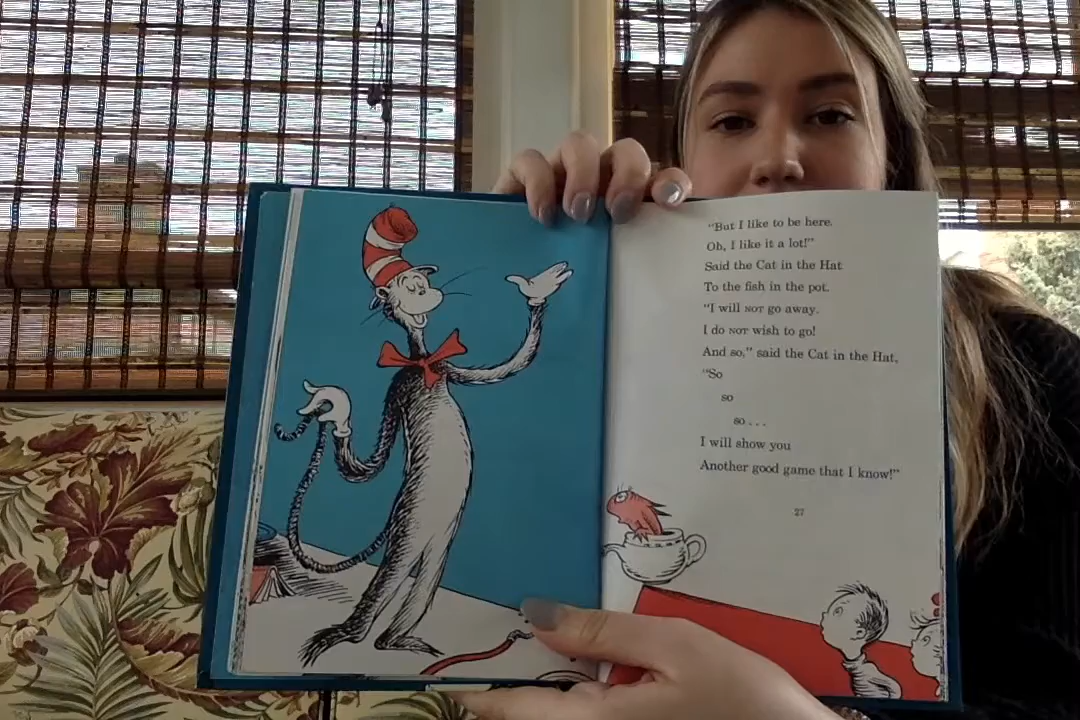 "But I like to be here.
Oh, I like it a lot!"
Said the Cat in the Hat
To the fish in the pot.
"I will NOT go away.
I do NOT wish to go!
And so," said the Cat in the Hat,
"So
so
so . . .
I will show you
Another good game that I know!"
27